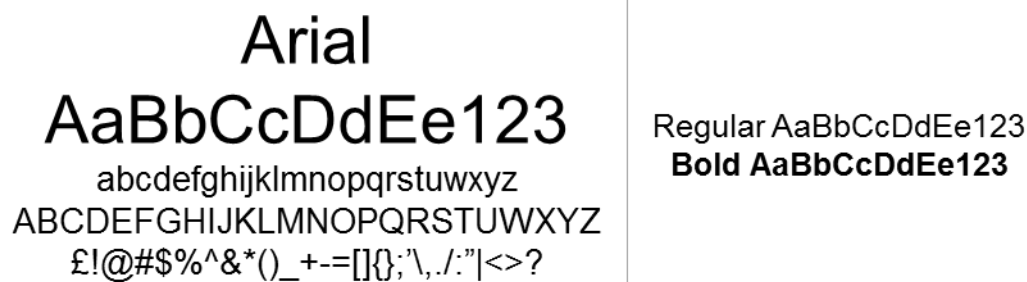 Arial
AaBbCcDdEe123
abcdefghijklmnopqrstuwxyz
ABCDEFGHIJKLMNOPQRSTUWXYZ
£!@#$%^&*()_+-=[]{};’\,./:”|<>?
Regular AaBbCcDdEe123
Bold AaBbCcDdEe123